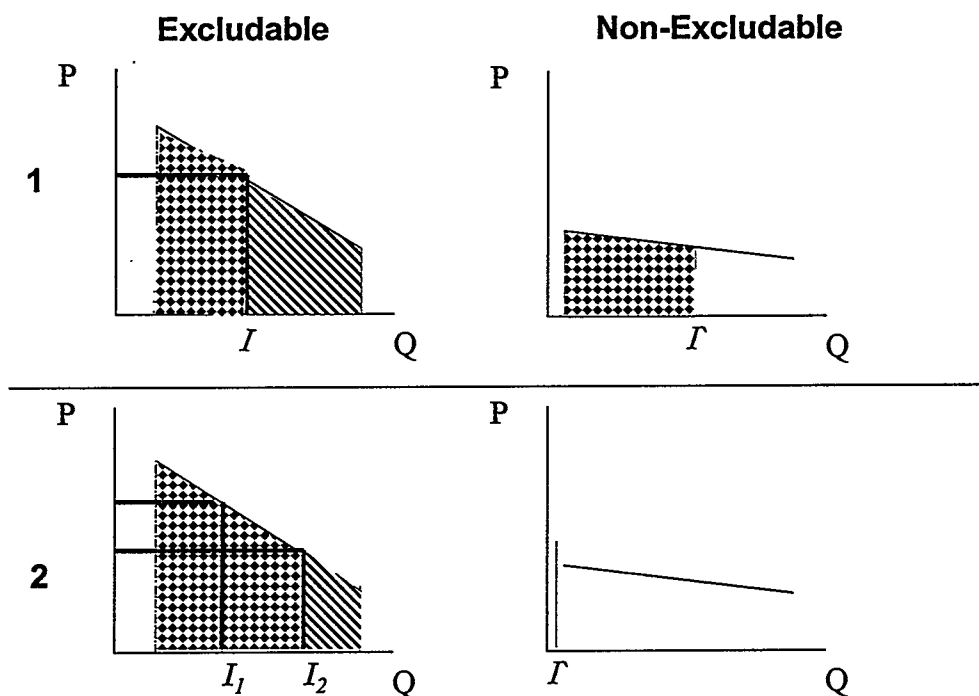 Excludable Non-Excludable
P P
1
I Γ
Q Q
P P
2
I₁ I₂ Q Γ Q